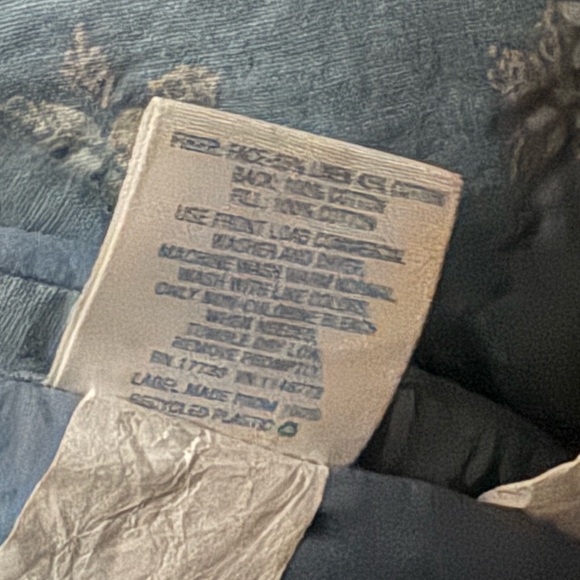 FACE: 55% LINEN 45% COTTON
BACK: 100% COTTON
FILL: 100% COTTON
USE FRONT LOAD COMMERCIAL
WASHER AND DRYER.
MACHINE WASH WARM NORMAL.
WASH WITH LIKE COLORS.
ONLY NON-CHLORINE BLEACH
WHEN NEEDED.
TUMBLE DRY LOW.
REMOVE PROMPTLY.
LABEL MADE FROM 100%
RECYCLED PLASTIC